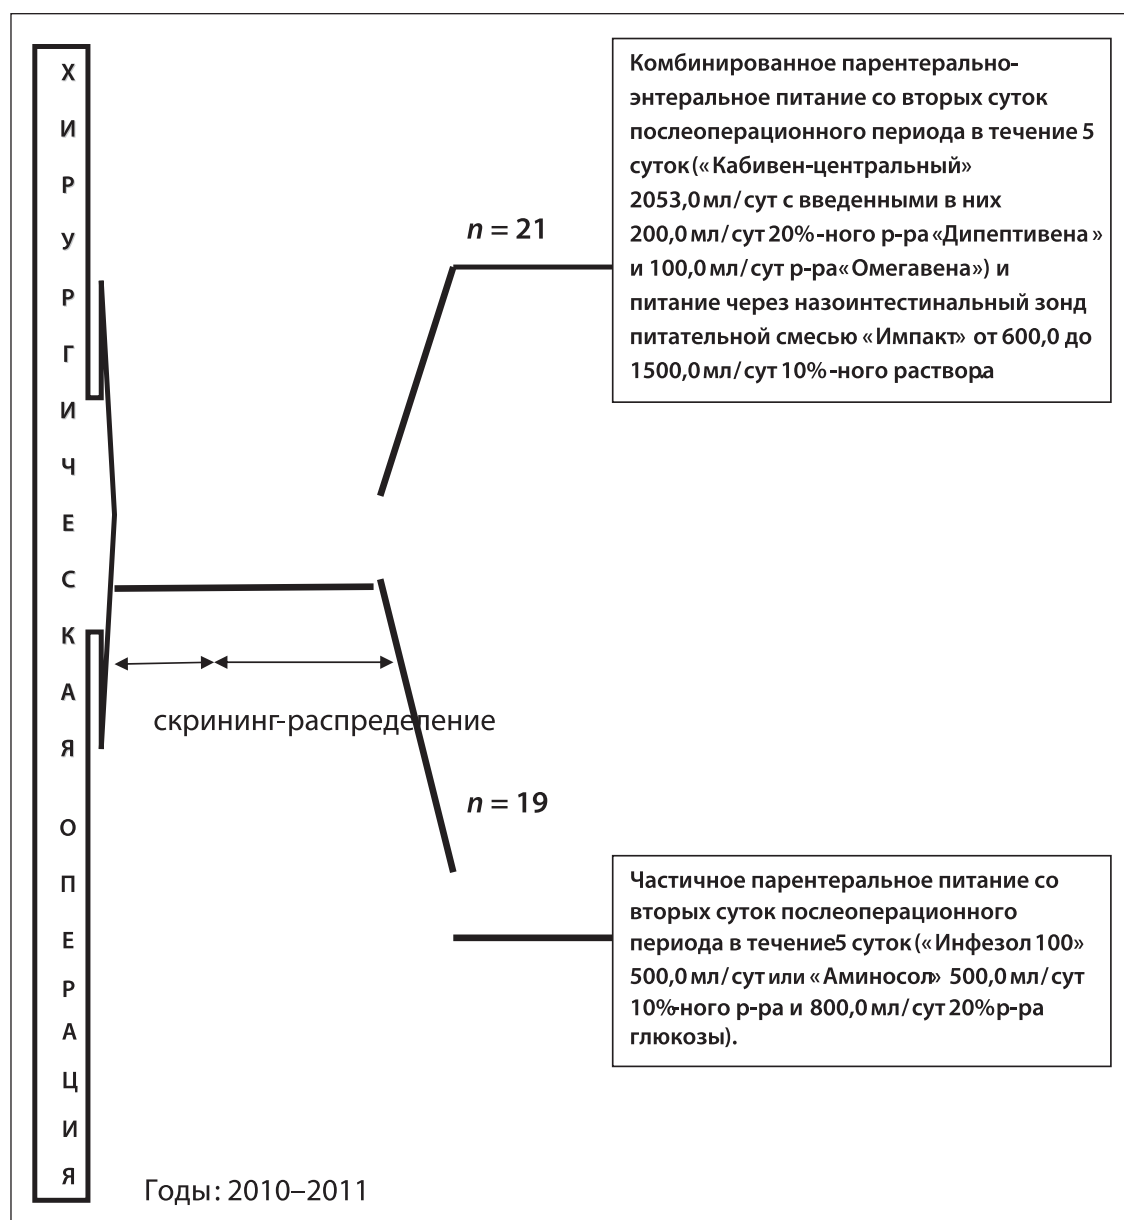 ХИРУРГИЧЕСКАЯ ОПЕРАЦИЯ
Комбинированное парентерально-
энтеральное питание со вторых суток
послеоперационного периода в течение 5
суток («Кабивен-центральный»
2053,0 мл/сут с введенными в них
200,0 мл/сут 20%-ного р-ра «Дипептивена»
и 100,0 мл/сут р-ра «Омегавена») и
питание через назоинтестинальный зонд
питательной смесью «Импакт» от 600,0 до
1500,0 мл/сут 10%-ного раствора
n = 21
скрининг-распределение
n = 19
Частичное парентеральное питание со
вторых суток послеоперационного
периода в течение 5 суток («Инфезол 100»
500,0 мл/сут или «Аминосол» 500,0 мл/сут
10%-ного р-ра и 800,0 мл/сут 20% р-ра
глюкозы).
Годы: 2010–2011